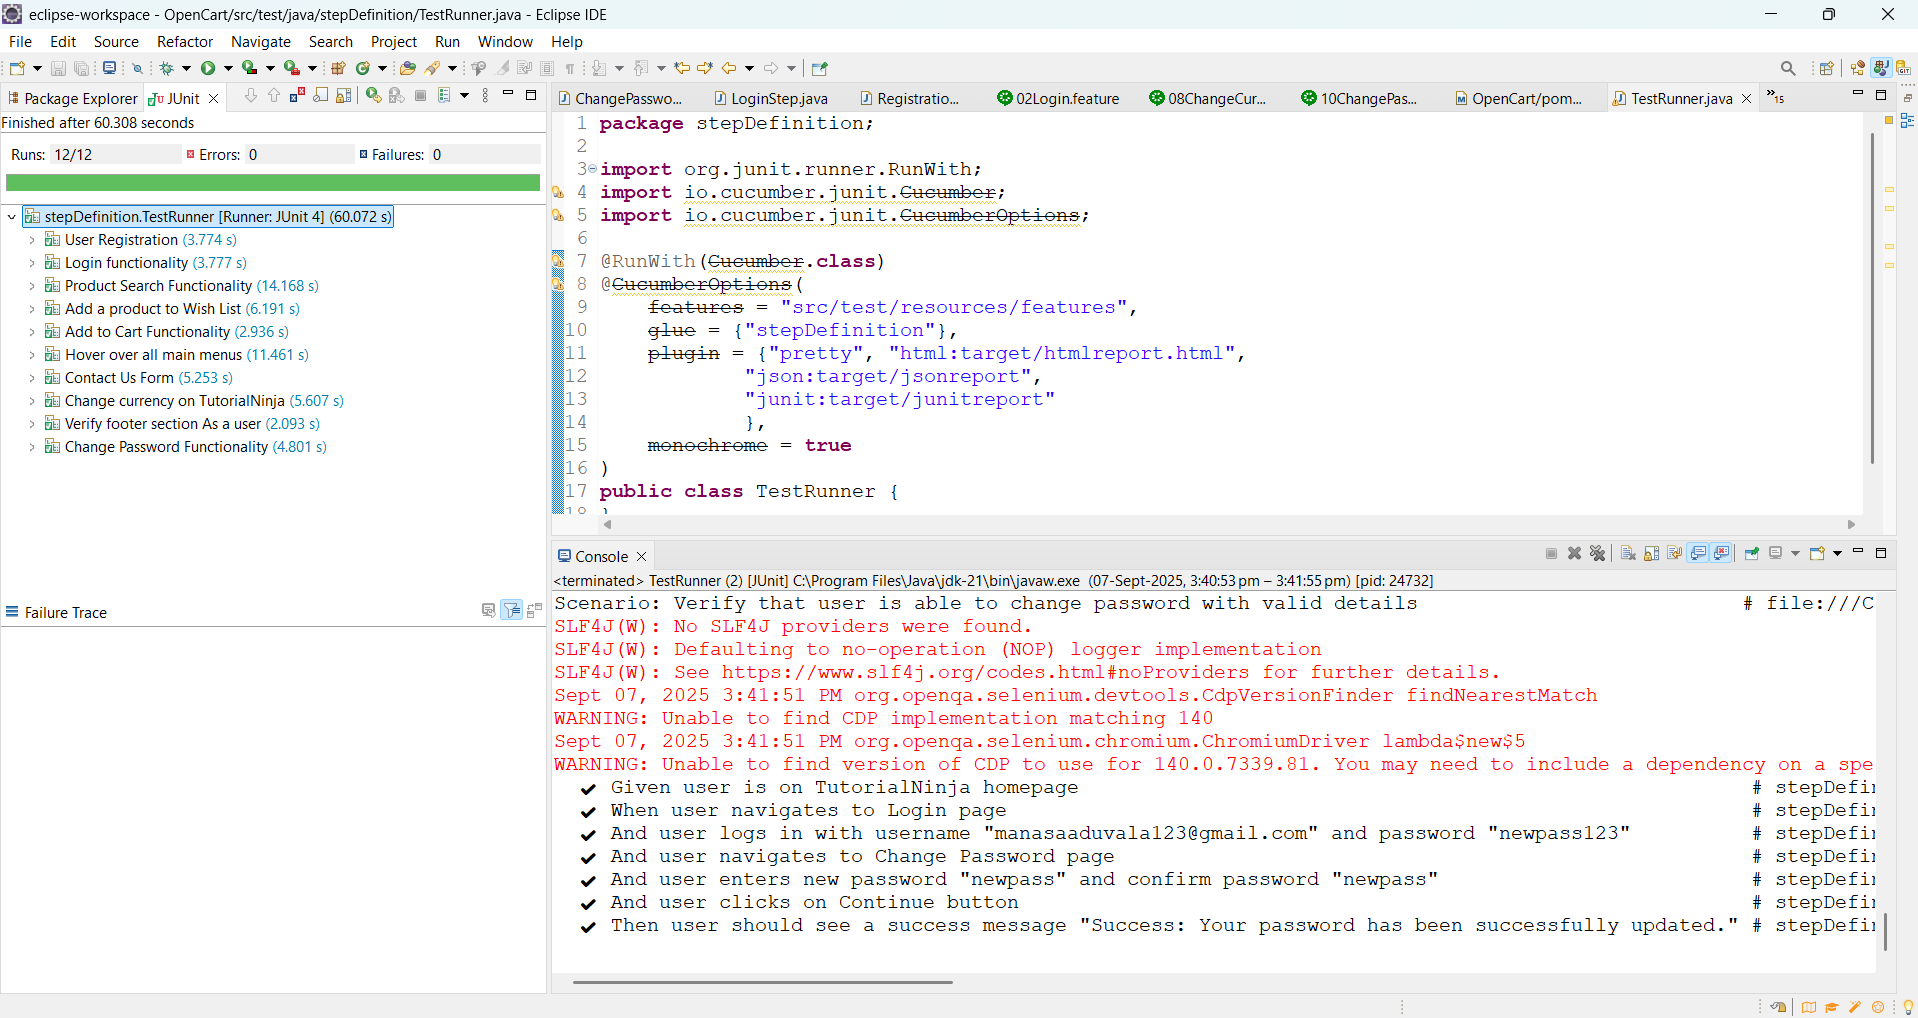 eclipse-workspace - OpenCart/src/test/java/stepDefinition/TestRunner.java - Eclipse IDE
File Edit Source Refactor Navigate Search Project Run Window Help
Package Explorer JUnit
Finished after 60.308 seconds
Runs: 12/12 Errors: 0 Failures: 0
stepDefinition.TestRunner [Runner: JUnit 4] (60.072 s)
User Registration (3.774 s)
Login functionality (3.777 s)
Product Search Functionality (14.168 s)
Add a product to Wish List (6.191 s)
Add to Cart Functionality (2.936 s)
Hover over all main menus (11.461 s)
Contact Us Form (5.253 s)
Change currency on TutorialNinja (5.607 s)
Verify footer section As a user (2.093 s)
Change Password Functionality (4.801 s)
Failure Trace
ChangePasswo... LoginStep.java Registratio... 02Login.feature 08ChangeCur... 10ChangePas... OpenCart/pom... TestRunner.java »15
1 package stepDefinition;
2
3 import org.junit.runner.RunWith;
4 import io.cucumber.junit.Cucumber;
5 import io.cucumber.junit.CucumberOptions;
6
7 @RunWith(Cucumber.class)
8 @CucumberOptions(
9 features = "src/test/resources/features",
10 glue = {"stepDefinition"},
11 plugin = {"pretty", "html:target/htmlreport.html",
12 "json:target/jsonreport",
13 "junit:target/junitreport"
14 },
15 monochrome = true
16 )
17 public class TestRunner {
18 }
Console
<terminated> TestRunner (2) [JUnit] C:\Program Files\Java\jdk-21\bin\javaw.exe (07-Sept-2025, 3:40:53 pm – 3:41:55 pm) [pid: 24732]
Scenario: Verify that user is able to change password with valid details # file:///C
SLF4J(W): No SLF4J providers were found.
SLF4J(W): Defaulting to no-operation (NOP) logger implementation
SLF4J(W): See https://www.slf4j.org/codes.html#noProviders for further details.
Sept 07, 2025 3:41:51 PM org.openqa.selenium.devtools.CdpVersionFinder findNearestMatch
WARNING: Unable to find CDP implementation matching 140
Sept 07, 2025 3:41:51 PM org.openqa.selenium.chromium.ChromiumDriver lambda$new$5
WARNING: Unable to find version of CDP to use for 140.0.7339.81. You may need to include a dependency on a spe
✔ Given user is on TutorialNinja homepage # stepDefin
✔ When user navigates to Login page # stepDefin
✔ And user logs in with username "manasaaduvala123@gmail.com" and password "newpass123" # stepDefin
✔ And user navigates to Change Password page # stepDefin
✔ And user enters new password "newpass" and confirm password "newpass" # stepDefin
✔ And user clicks on Continue button # stepDefin
✔ Then user should see a success message "Success: Your password has been successfully updated." # stepDefin